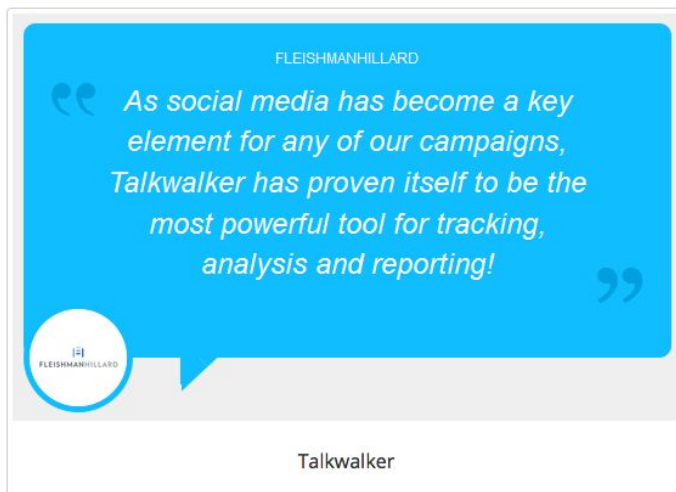 FLEISHMANHILLARD
“ As social media has become a key
element for any of our campaigns,
Talkwalker has proven itself to be the
most powerful tool for tracking,
analysis and reporting! ”
FLEISHMANHILLARD
Talkwalker